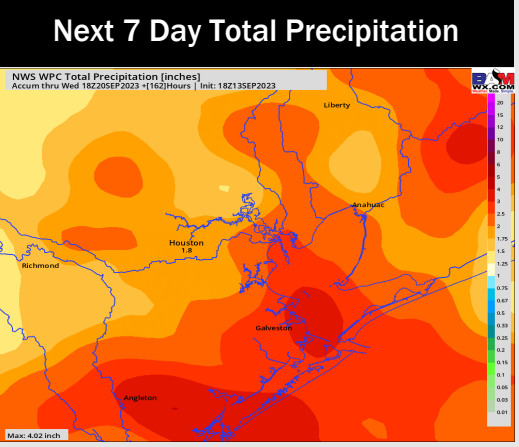 Next 7 Day Total Precipitation
NWS WPC Total Precipitation [inches]
Accum thru Wed 18Z20SEP2023 +[162]Hours | Init: 18Z13SEP2023
BAM
WX.COM
Liberty
Anahuac
Houston
1.8
Richmond
Galveston
Angleton
Max: 4.02 inch
20
15
12
10
8
6
5
4
3
2.5
2
1.75
1.5
1.25
1
0.75
0.67
0.5
0.33
0.25
0.2
0.15
0.1
0.05
0.03
0.01